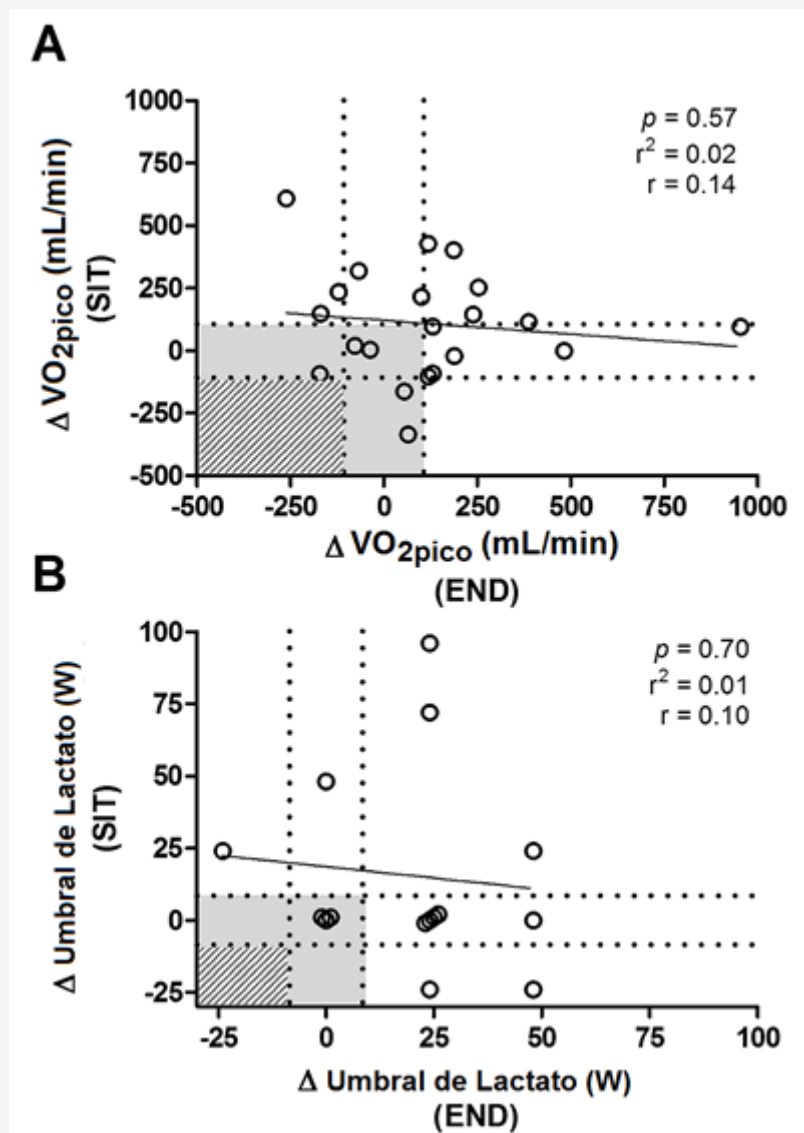 A
Δ VO2pico (mL/min)
(SIT)
1000
750
500
250
0
-250
-500
p = 0.57
r2 = 0.02
r = 0.14
-500 -250 0 250 500 750 1000
Δ VO2pico (mL/min)
(END)
B
Δ Umbral de Lactato (W)
(SIT)
100
75
50
25
0
-25
p = 0.70
r2 = 0.01
r = 0.10
-25 0 25 50 75 100
Δ Umbral de Lactato (W)
(END)